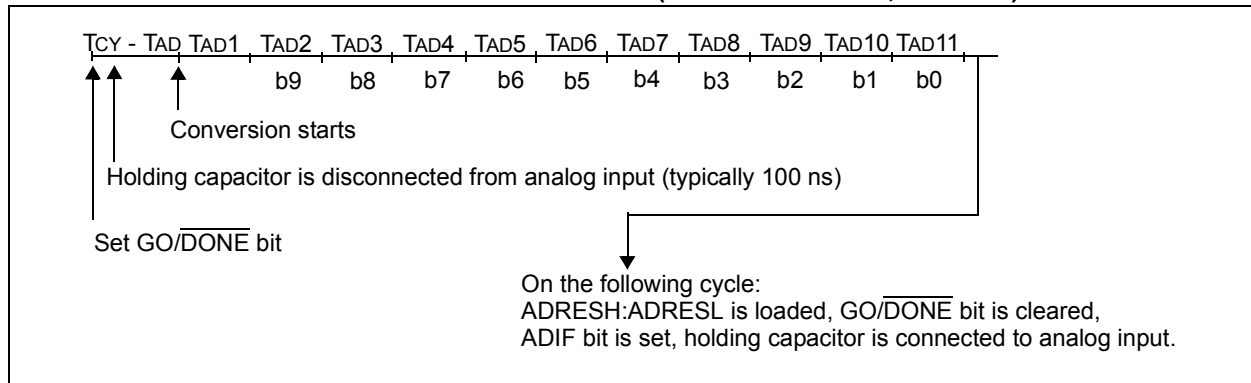 TCY - TAD TAD1 TAD2 TAD3 TAD4 TAD5 TAD6 TAD7 TAD8 TAD9 TAD10 TAD11
b9 b8 b7 b6 b5 b4 b3 b2 b1 b0
Conversion starts
Holding capacitor is disconnected from analog input (typically 100 ns)
Set GO/DONE bit
On the following cycle:
ADRESH:ADRESL is loaded, GO/DONE bit is cleared,
ADIF bit is set, holding capacitor is connected to analog input.